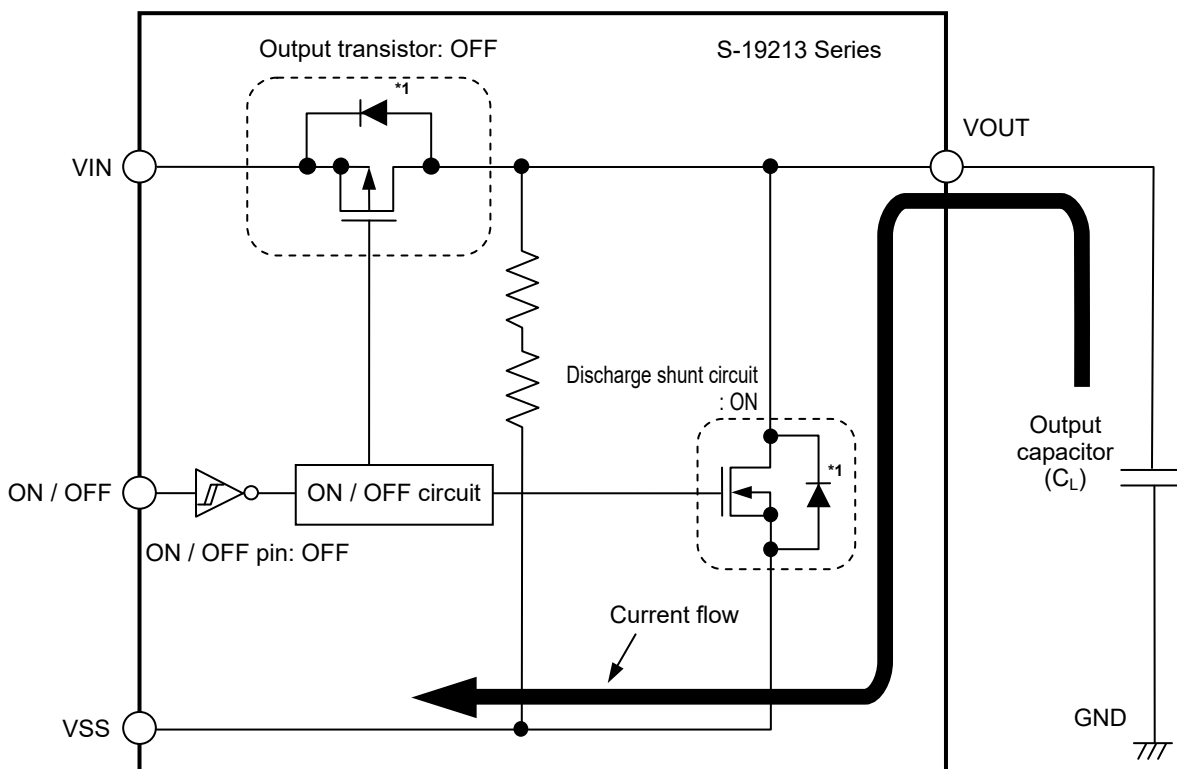 Output transistor: OFF
S-19213 Series
*1
VOUT
VIN
Discharge shunt circuit
: ON
*1
Output
capacitor
(CL)
ON / OFF
ON / OFF circuit
ON / OFF pin: OFF
Current flow
VSS
GND